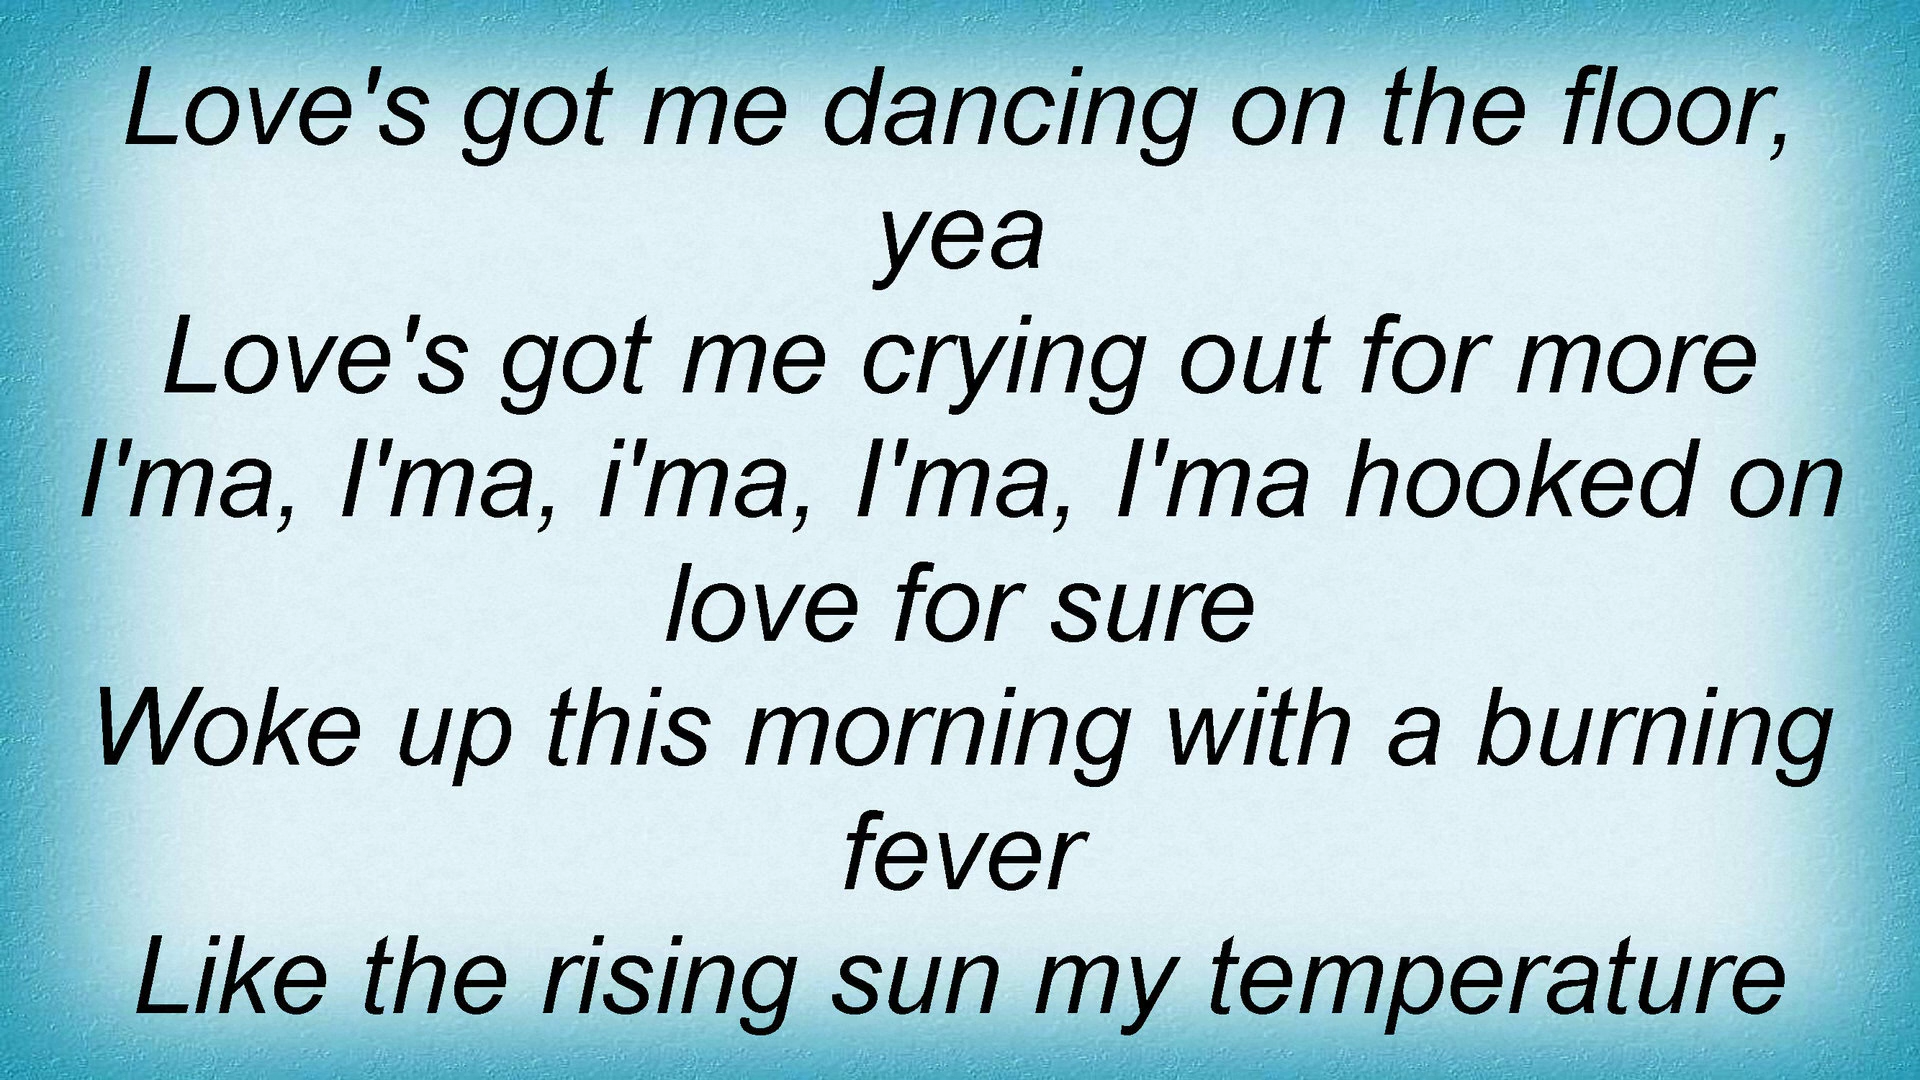 Love's got me dancing on the floor,
yea
Love's got me crying out for more
I'ma, I'ma, i'ma, I'ma, I'ma hooked on
love for sure
Woke up this morning with a burning
fever
Like the rising sun my temperature